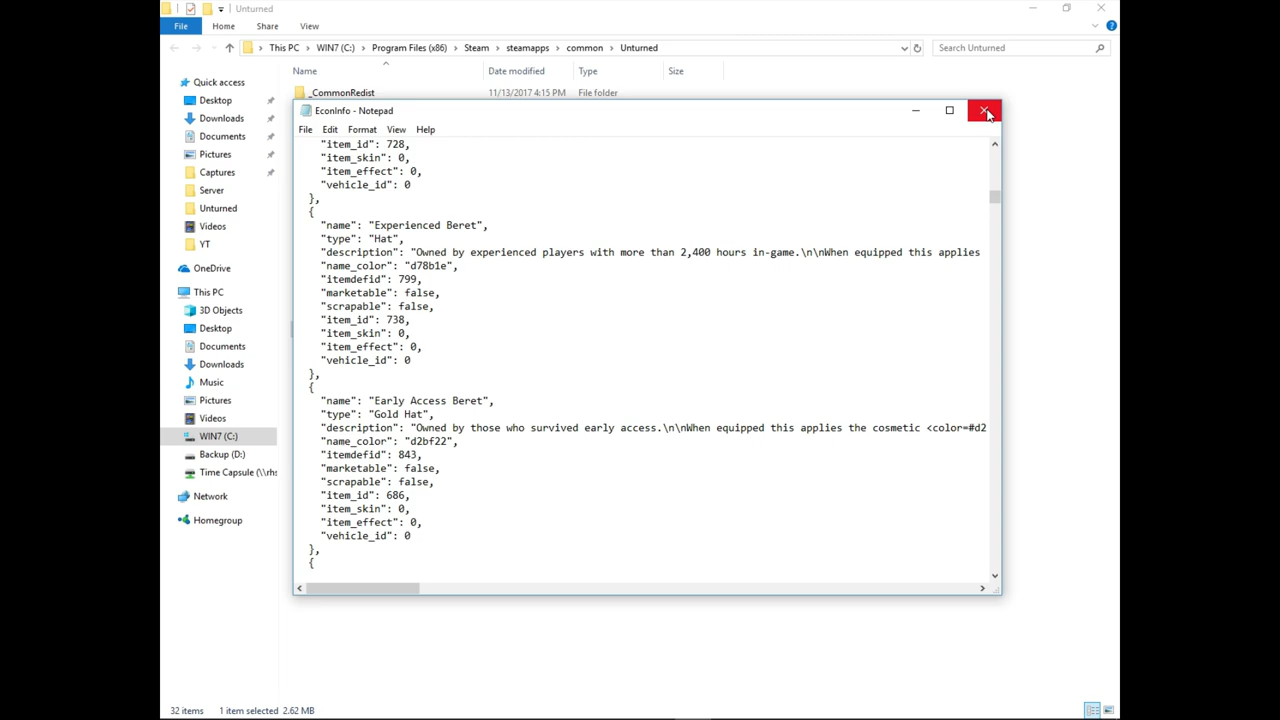 Unturned
File Home Share View
This PC > WIN7 (C:) > Program Files (x86) > Steam > steamapps > common > Unturned
Search Unturned
Name Date modified Type Size
_CommonRedist 11/13/2017 4:15 PM File folder
Quick access
Desktop
Downloads
Documents
Pictures
Captures
Server
Unturned
Videos
YT
OneDrive
This PC
3D Objects
Desktop
Documents
Downloads
Music
Pictures
Videos
WIN7 (C:)
Backup (D:)
Time Capsule (\\rhs
Network
Homegroup
EconInfo - Notepad
File Edit Format View Help
"item_id": 728,
"item_skin": 0,
"item_effect": 0,
"vehicle_id": 0
},
{
"name": "Experienced Beret",
"type": "Hat",
"description": "Owned by experienced players with more than 2,400 hours in-game.\n\nWhen equipped this applies
"name_color": "d78b1e",
"itemdefid": 799,
"marketable": false,
"scrapable": false,
"item_id": 738,
"item_skin": 0,
"item_effect": 0,
"vehicle_id": 0
},
{
"name": "Early Access Beret",
"type": "Gold Hat",
"description": "Owned by those who survived early access.\n\nWhen equipped this applies the cosmetic <color=#d2
"name_color": "d2bf22",
"itemdefid": 843,
"marketable": false,
"scrapable": false,
"item_id": 686,
"item_skin": 0,
"item_effect": 0,
"vehicle_id": 0
},
{
32 items 1 item selected 2.62 MB